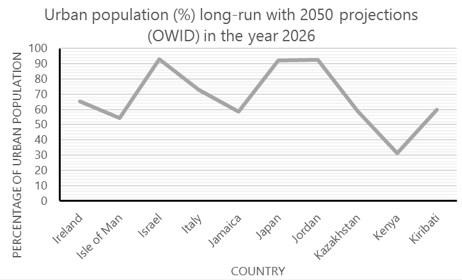 Urban population (%) long-run with 2050 projections
(OWID) in the year 2026
PERCENTAGE OF URBAN POPULATION
100
90
80
70
60
50
40
30
20
10
0
Ireland
Isle of Man
Israel
Italy
Jamaica
Japan
Jordan
Kazakhstan
Kenya
Kiribati
COUNTRY